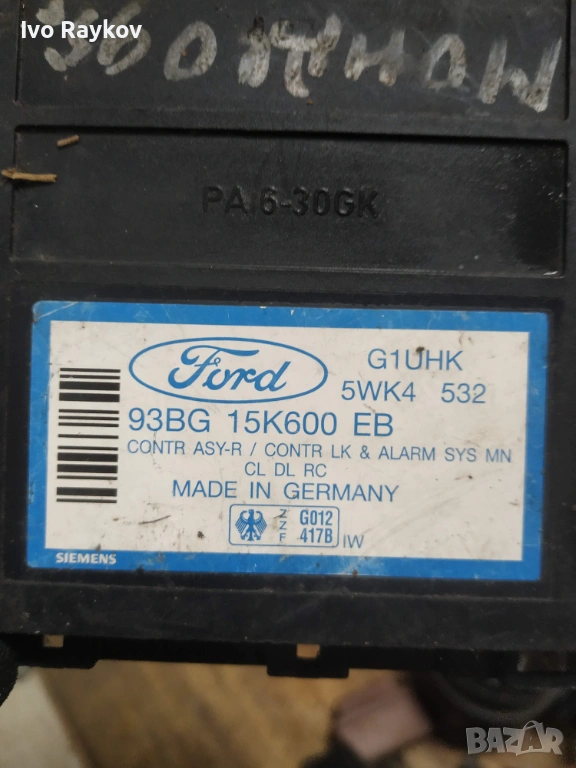 Ivo Raykov
PA 6-30GK
Ford
G1UHK
5WK4 532
93BG 15K600 EB
CONTR ASY-R / CONTR LK & ALARM SYS MN
CL DL RC
MADE IN GERMANY
Z Z F
G012
417B
IW
SIEMENS
BAZAR